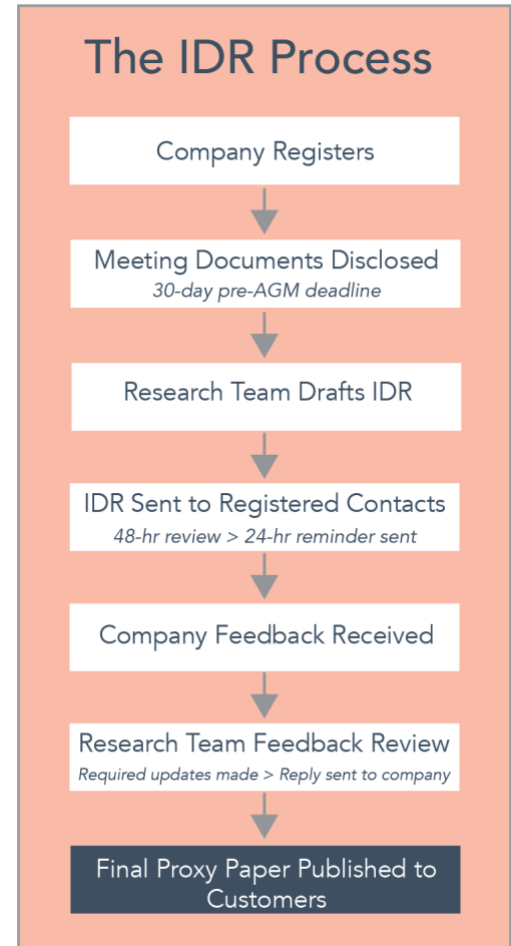 The IDR Process
Company Registers
Meeting Documents Disclosed
30-day pre-AGM deadline
Research Team Drafts IDR
IDR Sent to Registered Contacts
48-hr review > 24-hr reminder sent
Company Feedback Received
Research Team Feedback Review
Required updates made > Reply sent to company
Final Proxy Paper Published to
Customers